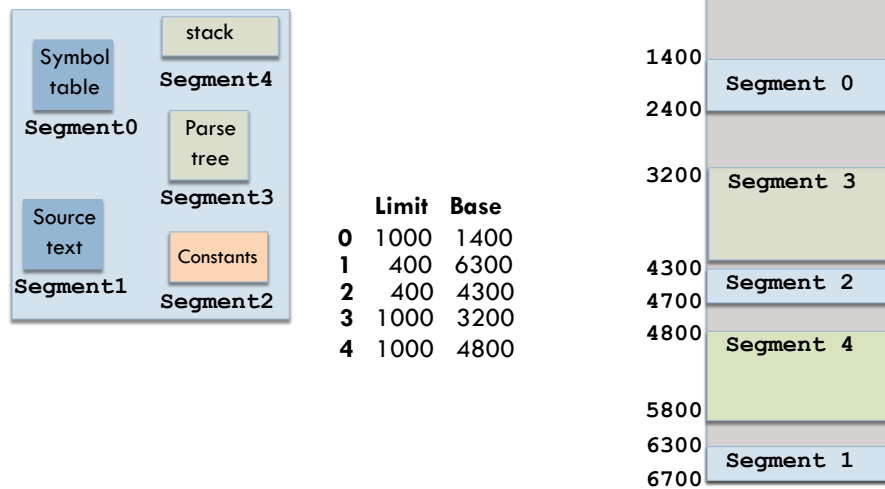 stack
Segment4
Symbol
table
Segment0
Parse
tree
Segment3
Source
text
Segment1
Constants
Segment2
Limit Base
0 1000 1400
1 400 6300
2 400 4300
3 1000 3200
4 1000 4800
1400
Segment 0
2400
3200
Segment 3
4300
Segment 2
4700
4800
Segment 4
5800
6300
Segment 1
6700